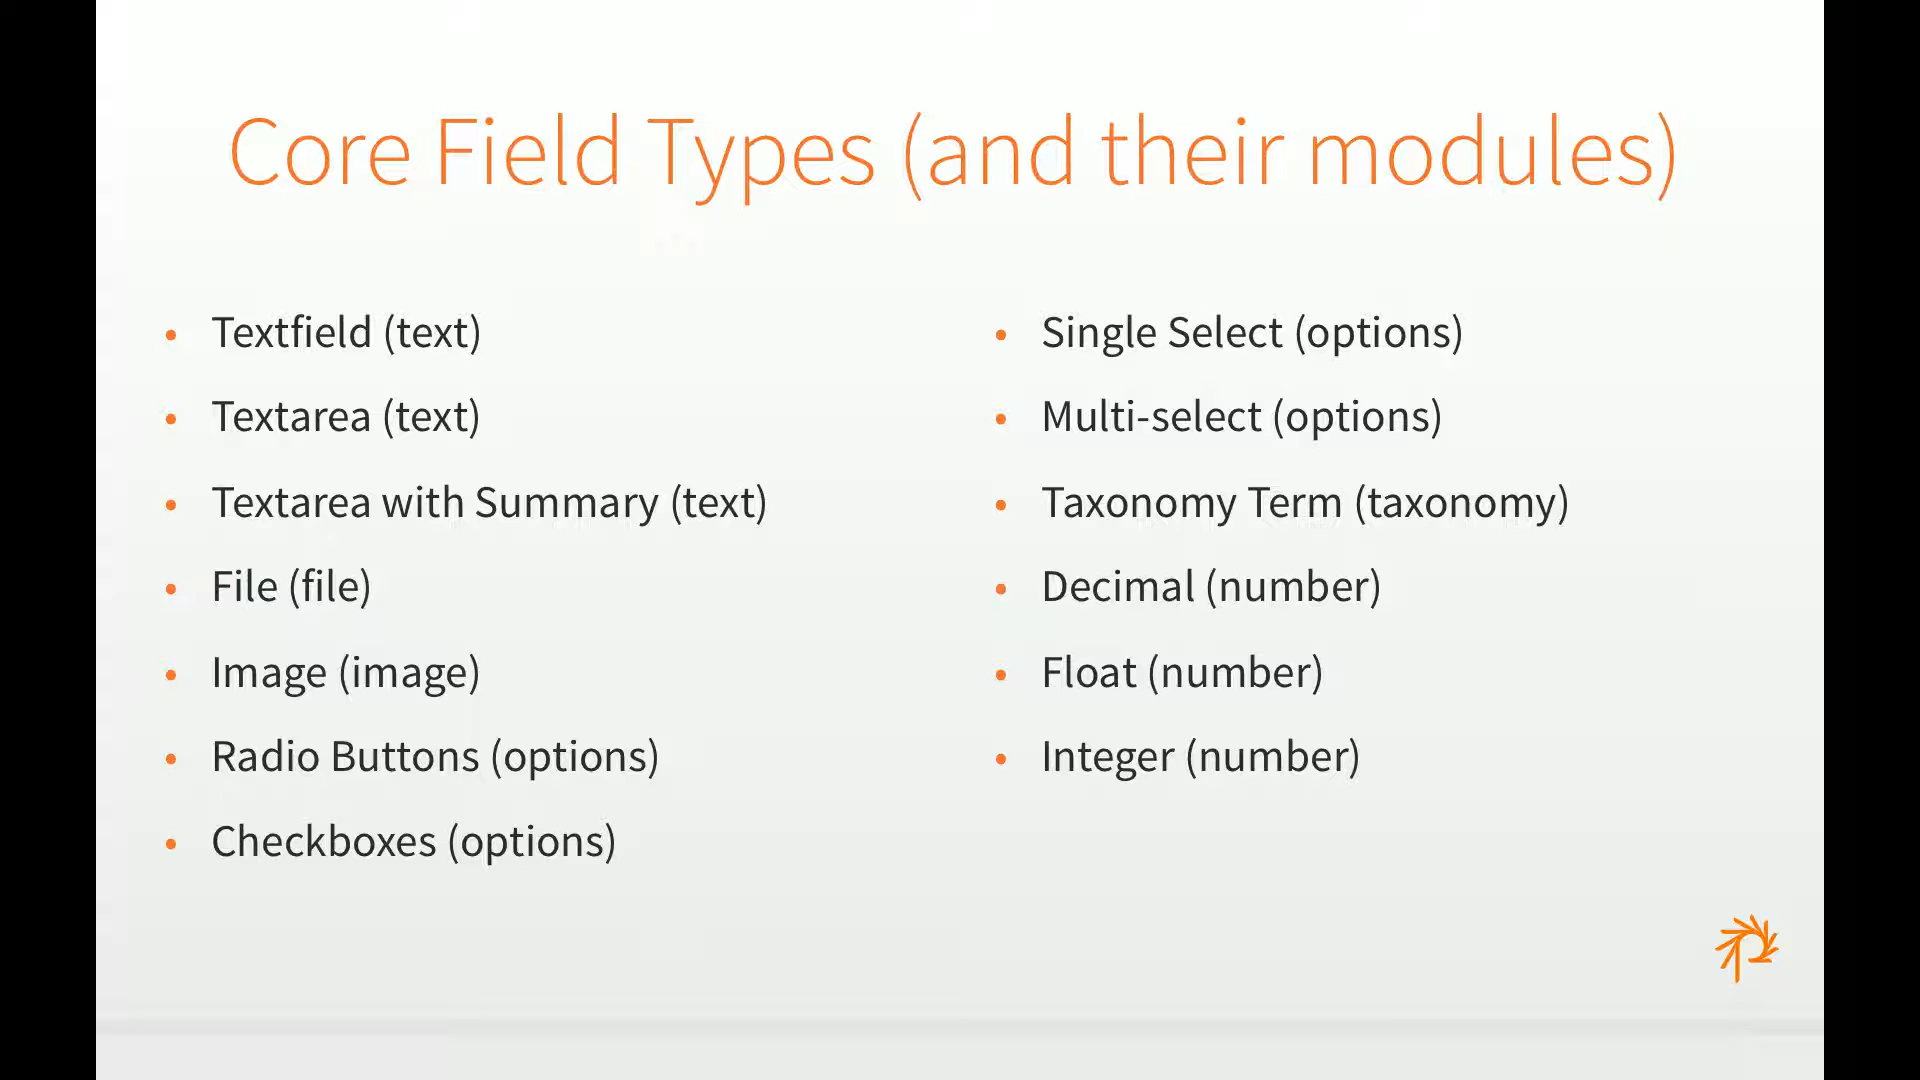 Core Field Types (and their modules)
• Textfield (text)
• Textarea (text)
• Textarea with Summary (text)
• File (file)
• Image (image)
• Radio Buttons (options)
• Checkboxes (options)
• Single Select (options)
• Multi-select (options)
• Taxonomy Term (taxonomy)
• Decimal (number)
• Float (number)
• Integer (number)